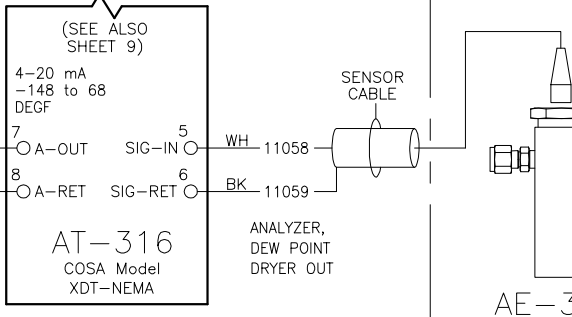 (SEE ALSO
SHEET 9)
4-20 mA
-148 to 68
DEGF
7
A-OUT
5
SIG-IN
WH
11058
8
A-RET
6
SIG-RET
BK
11059
SENSOR
CABLE
AT-316
COSA Model
XDT-NEMA
ANALYZER,
DEW POINT
DRYER OUT
AE-3